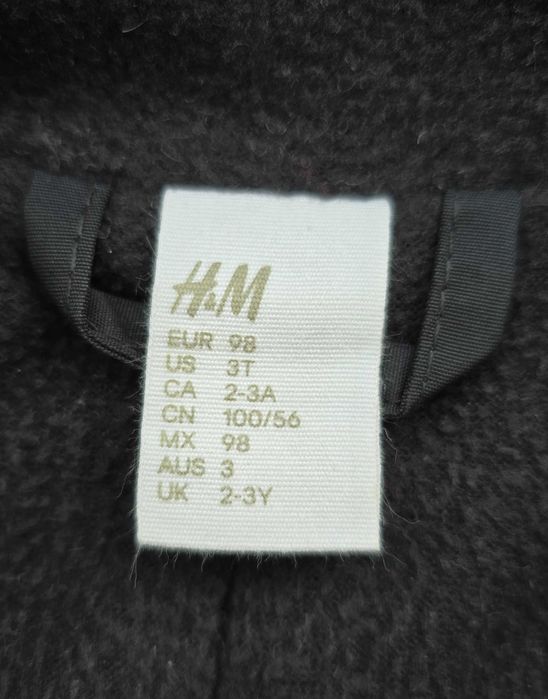 H&M
EUR 98
US 3T
CA 2-3A
CN 100/56
MX 98
AUS 3
UK 2-3Y